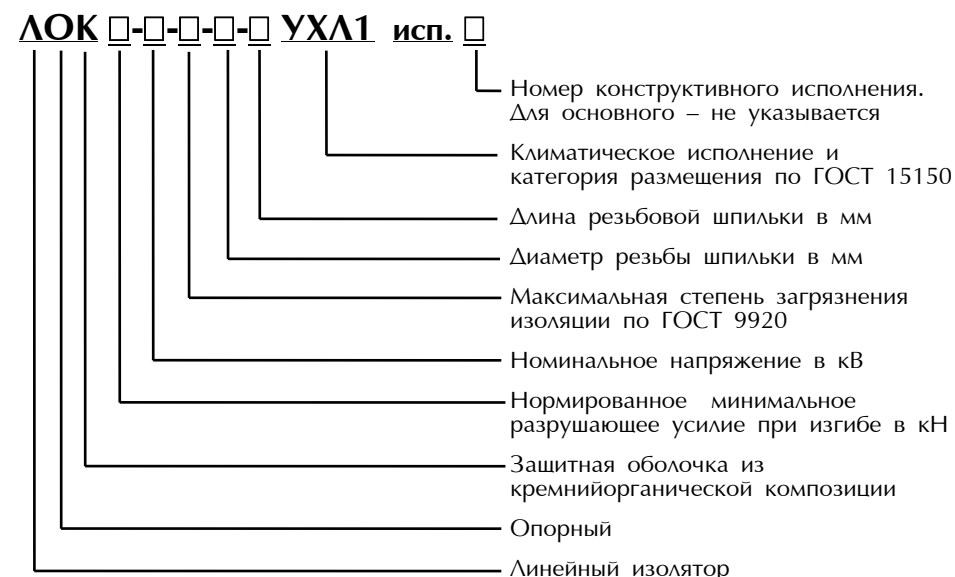 ЛОК □-□-□-□-□ УХЛ1 исп. □
Номер конструктивного исполнения.
Для основного – не указывается
Климатическое исполнение и
категория размещения по ГОСТ 15150
Длина резьбовой шпильки в мм
Диаметр резьбы шпильки в мм
Максимальная степень загрязнения
изоляции по ГОСТ 9920
Номинальное напряжение в кВ
Нормированное минимальное
разрушающее усилие при изгибе в кН
Защитная оболочка из
кремнийорганической композиции
Опорный
Линейный изолятор